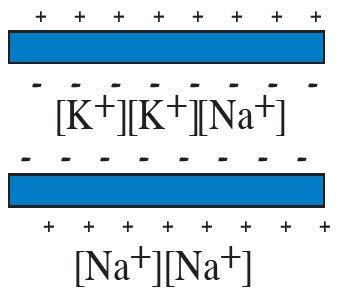 + + + + + + + +
- - - - - - - -
[K⁺][K⁺][Na⁺]
- - - - - - - -
+ + + + + + + +
[Na⁺][Na⁺]